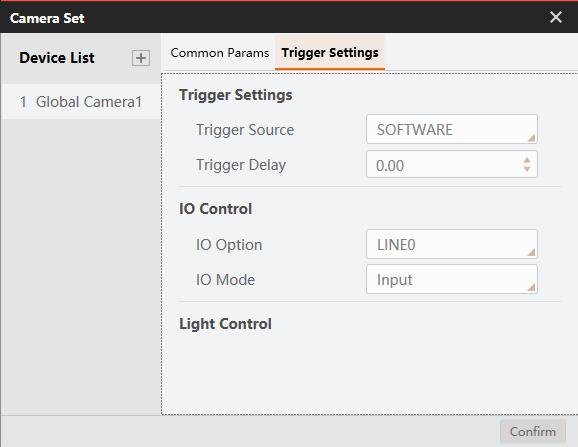 Camera Set
Device List
Common Params Trigger Settings
1 Global Camera1
Trigger Settings
Trigger Source SOFTWARE
Trigger Delay 0.00
IO Control
IO Option LINE0
IO Mode Input
Light Control
Confirm